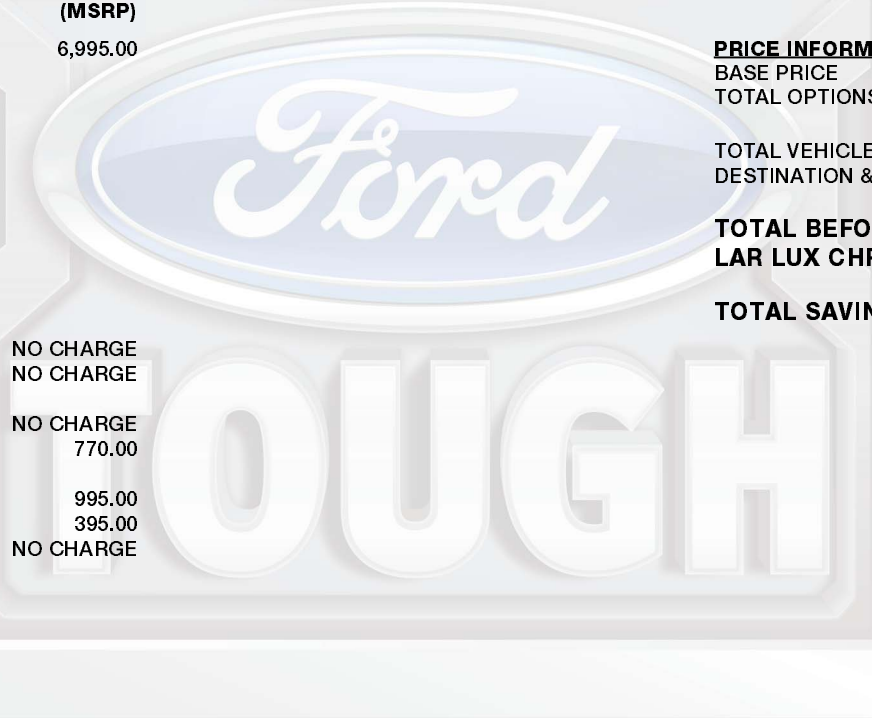 (MSRP)
6,995.00
NO CHARGE
NO CHARGE
NO CHARGE
770.00
995.00
395.00
NO CHARGE
PRICE INFORM
BASE PRICE
TOTAL OPTIONS
TOTAL VEHICLE
DESTINATION &
TOTAL BEFO
LAR LUX CHR
TOTAL SAVIN
Ford
TOUGH